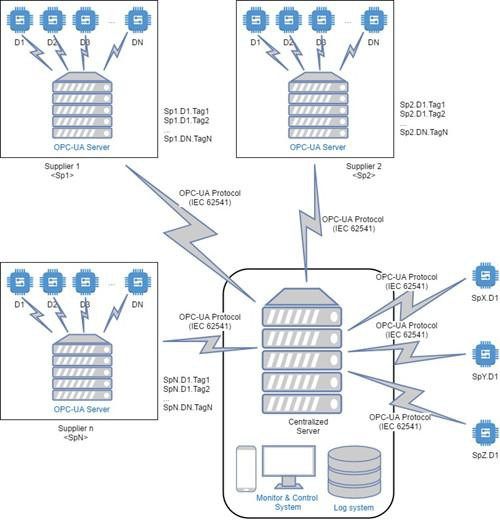 D1 D2 D3 ... DN
OPC-UA Server
Sp1.D1.Tag1
Sp1.D1.Tag2
...
Sp1.DN.TagN
Supplier 1
<Sp1>
D1 D2 D3 ... DN
OPC-UA Server
Sp2.D1.Tag1
Sp2.D1.Tag2
...
Sp2.DN.TagN
Supplier 2
<Sp2>
OPC-UA Protocol
(IEC 62541)
OPC-UA Protocol
(IEC 62541)
D1 D2 D3 ... DN
OPC-UA Server
SpN.D1.Tag1
SpN.D1.Tag2
...
SpN.DN.TagN
Supplier n
<SpN>
OPC-UA Protocol
(IEC 62541)
OPC-UA Protocol
(IEC 62541)
SpX.D1
OPC-UA Protocol
(IEC 62541)
SpY.D1
OPC-UA Protocol
(IEC 62541)
SpZ.D1
Centralized
Server
Monitor & Control
System
Log system